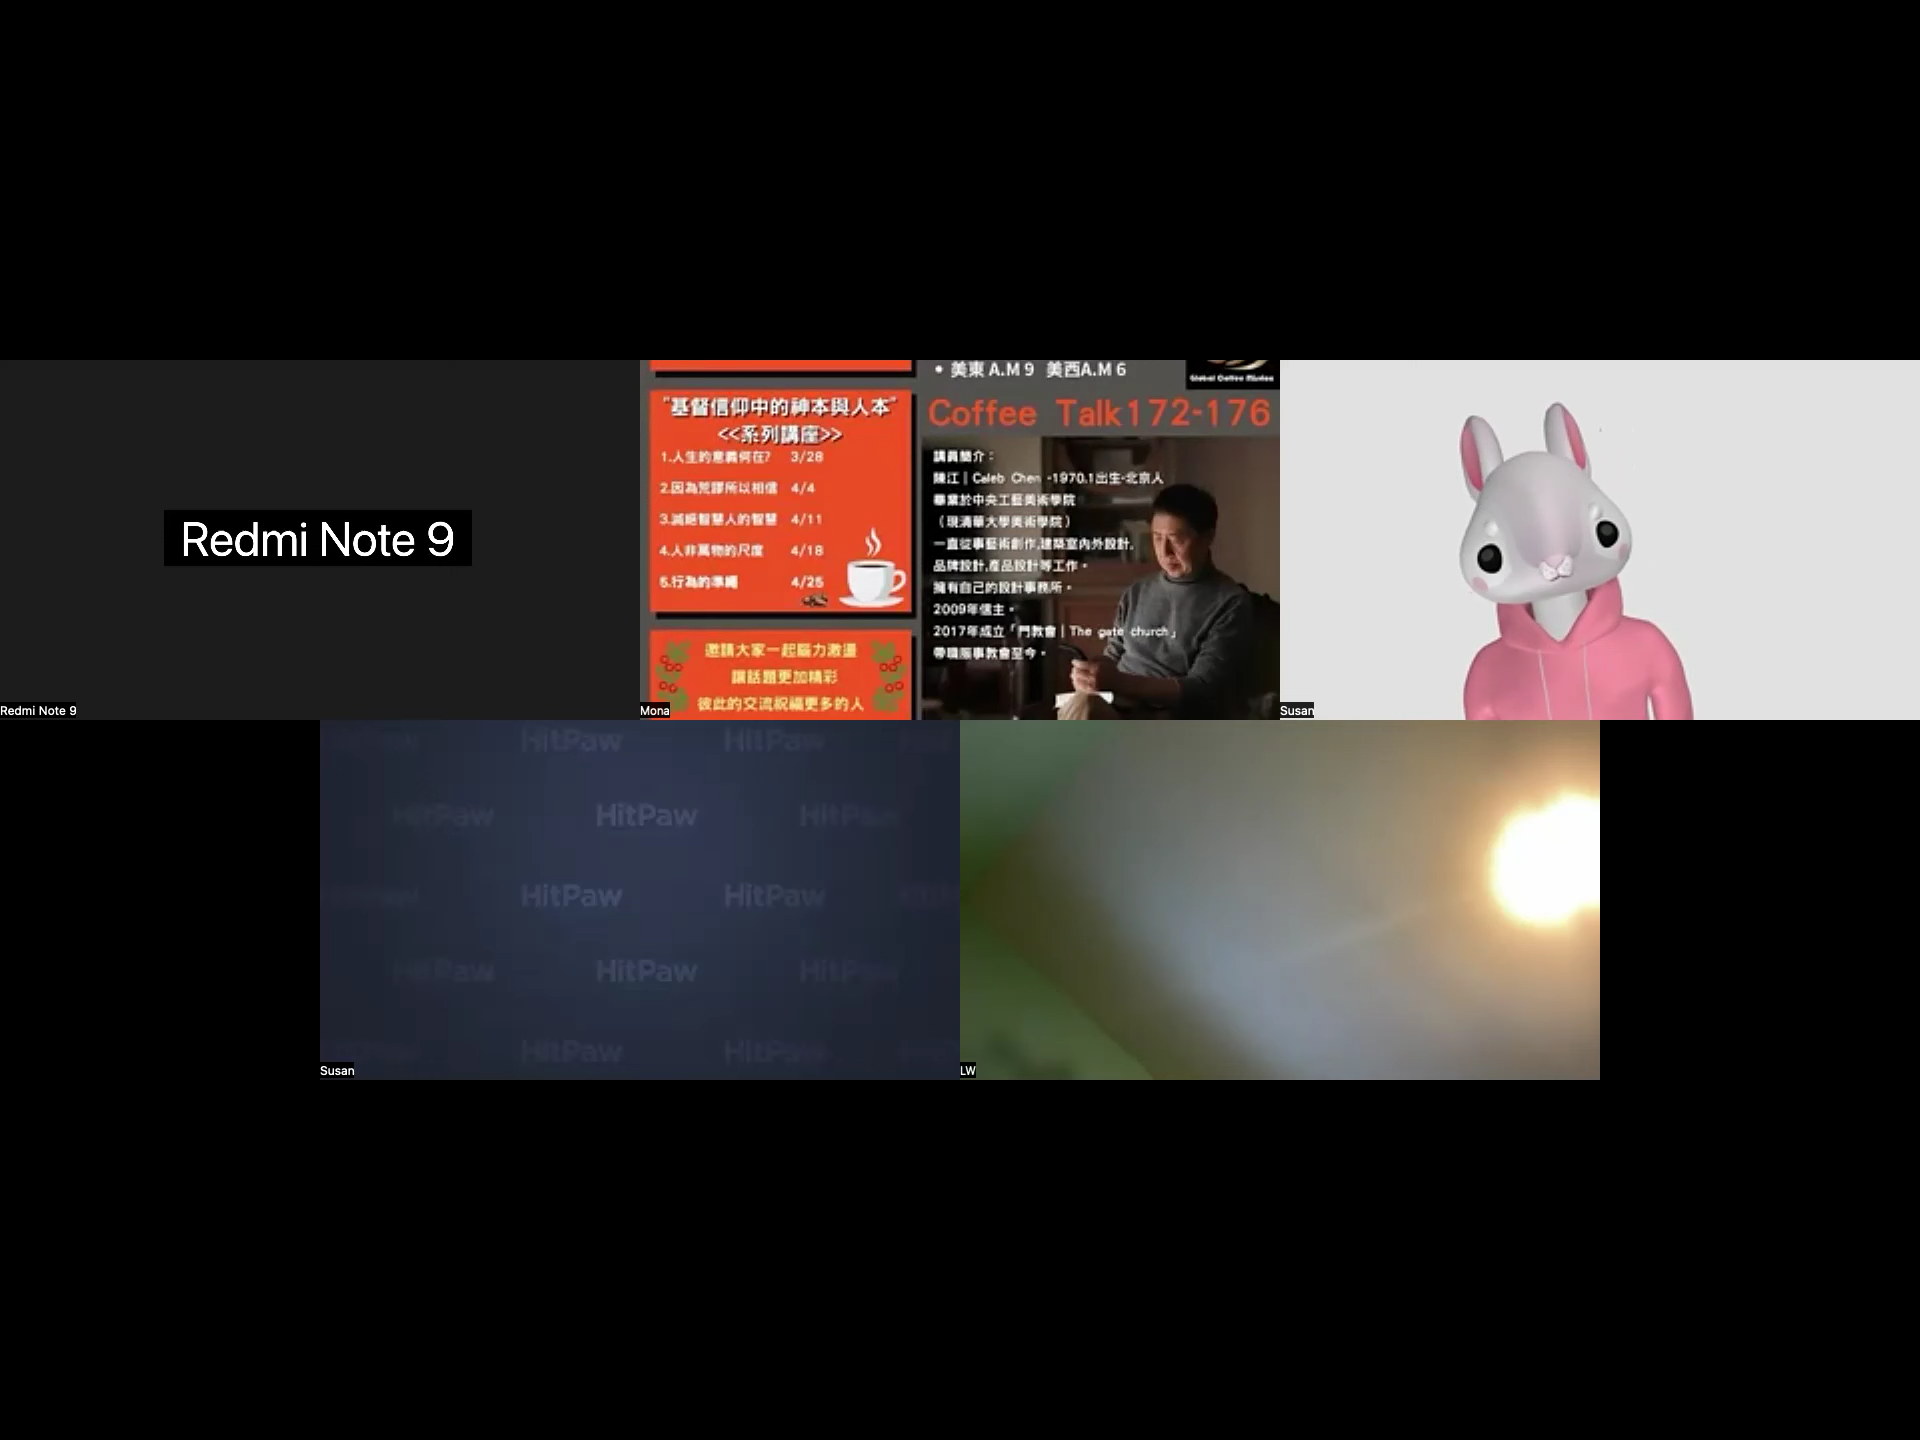 Redmi Note 9
Redmi Note 9
• 美東 A.M 9 美西A.M 6
Global Coffee Mission
Coffee Talk172-176
"基督信仰中的神本與人本"
<<系列講座>>
1.人生的意義何在? 3/28
2.因為荒謬所以相信 4/4
3.滅絕智慧人的智慧 4/11
4.人非萬物的尺度 4/18
5.行為的準繩 4/25
邀請大家一起腦力激盪
讓話題更加精彩
彼此的交流祝福更多的人
講員簡介：
陳江 | Caleb Chen -1970.1出生-北京人
畢業於中央工藝美術學院
（現清華大學美術學院）
一直從事藝術創作,建築室內外設計,
品牌設計,產品設計等工作。
擁有自己的設計事務所。
2009年信主。
2017年成立「門教會 | The gate church」
帶職服事教會至今。
Mona
Susan
HitPaw HitPaw
HitPaw HitPaw HitPaw
HitPaw HitPaw
HitPaw HitPaw HitPaw
HitPaw HitPaw
Susan
LW